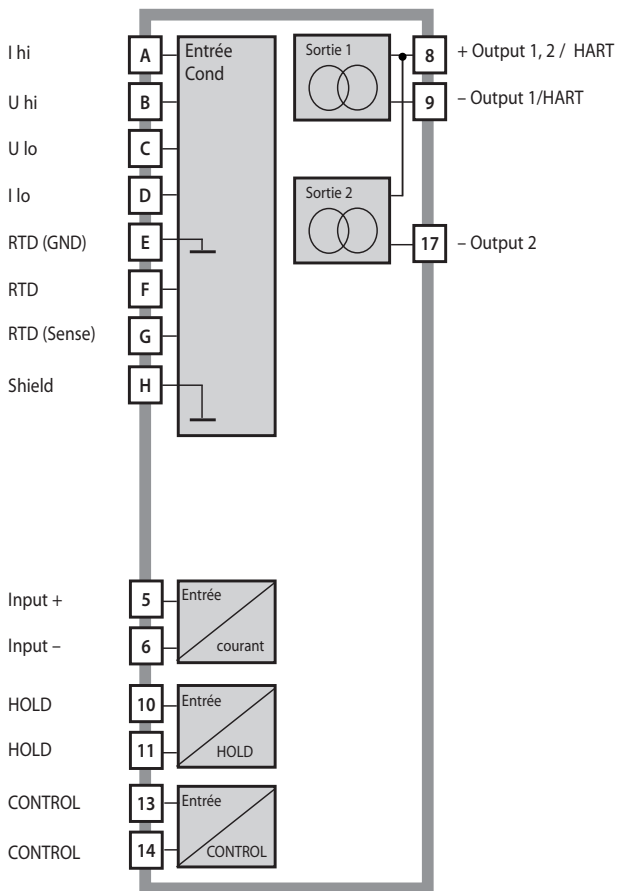 I hi
A
Entrée
Cond
U hi
B
U lo
C
I lo
D
RTD (GND)
E
RTD
F
RTD (Sense)
G
Shield
H
Sortie 1
8
+ Output 1, 2 / HART
9
– Output 1/HART
Sortie 2
17
– Output 2
Input +
5
Entrée
Input –
6
courant
HOLD
10
Entrée
HOLD
11
HOLD
CONTROL
13
Entrée
CONTROL
14
CONTROL